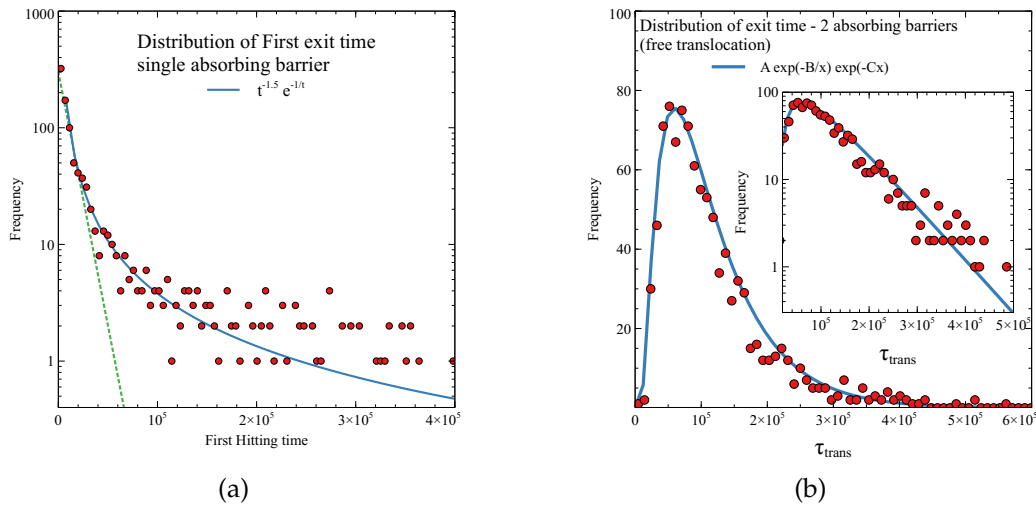 1000
100
10
1
Frequency
Distribution of First exit time
single absorbing barrier
t^-1.5 e^-1/t
0 10^5 2×10^5 3×10^5 4×10^5
First Hitting time
(a)
100
80
60
40
20
0
Frequency
Distribution of exit time - 2 absorbing barriers
(free translocation)
A exp(-B/x) exp(-Cx)
100
10
1
Frequency
10^5 2×10^5 3×10^5 4×10^5 5×10^5
τ_trans
0 10^5 2×10^5 3×10^5 4×10^5 5×10^5 6×10^5
τ_trans
(b)